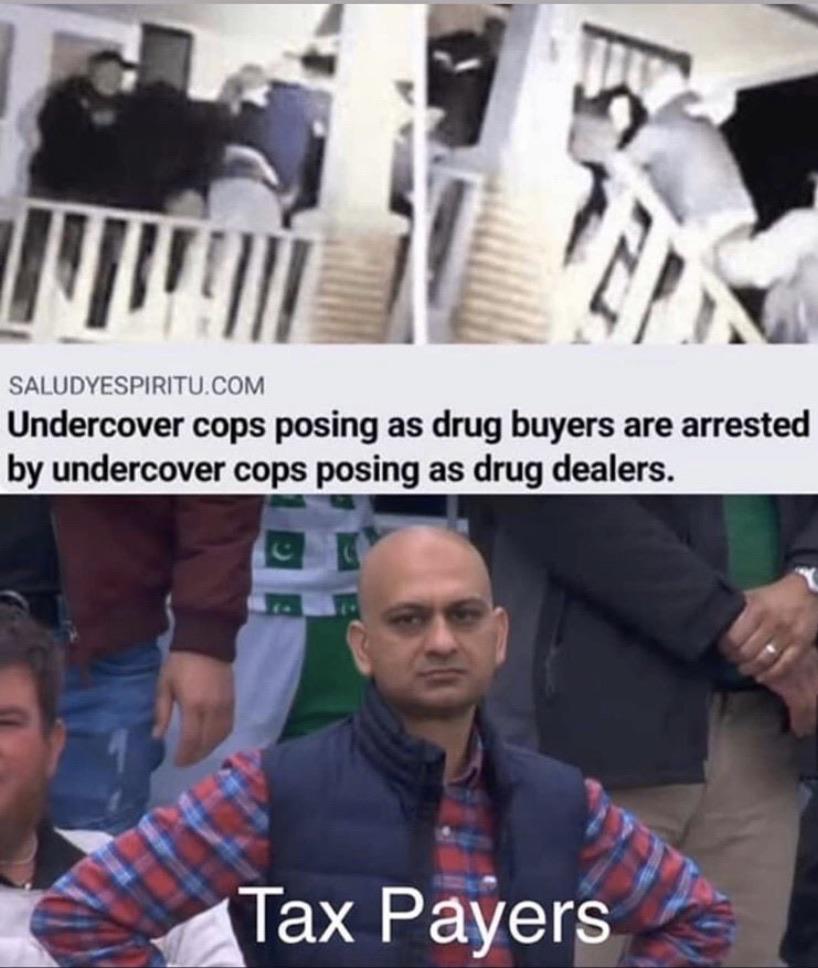 SALUDYESPIRITU.COM
Undercover cops posing as drug buyers are arrested
by undercover cops posing as drug dealers.
Tax Payers